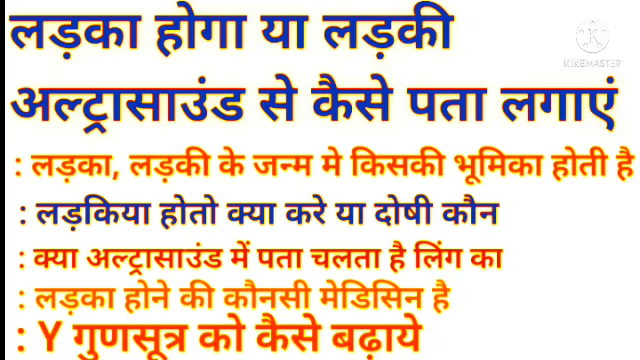 लड़का होगा या लड़की
KINEMASTER
अल्ट्रासाउंड से कैसे पता लगाएं
: लड़का, लड़की के जन्म मे किसकी भूमिका होती है
: लड़किया होतो क्या करे या दोषी कौन
: क्या अल्ट्रासाउंड में पता चलता है लिंग का
: लड़का होने की कौनसी मेडिसिन है
: Y गुणसूत्र को कैसे बढ़ाये